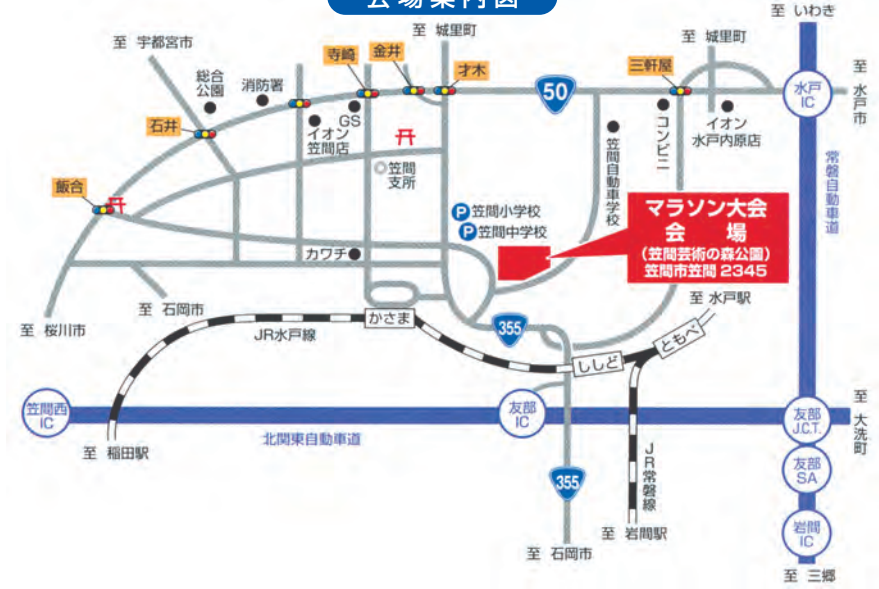 会場案内図
至 いわき
至 宇都宮市
至 城里町
至 城里町
寺崎
金井
才木
三軒屋
50
水戸
IC
至 水戸市
総合
公園
消防署
GS
イオン
笠間店
石井
コンビニ
イオン
水戸内原店
笠間
支所
笠間自動車学校
常磐自動車道
飯合
P 笠間小学校
P 笠間中学校
マラソン大会
会 場
(笠間芸術の森公園)
笠間市笠間 2345
カワチ
至 水戸駅
至 石岡市
至 桜川市
かさま
JR水戸線
355
ししど
ともべ
笠間西
IC
友部
IC
友部
J.C.T.
至 大洗町
北関東自動車道
至 稲田駅
JR常磐線
友部
SA
355
岩間
IC
至 岩間駅
至 石岡市
至 三郷